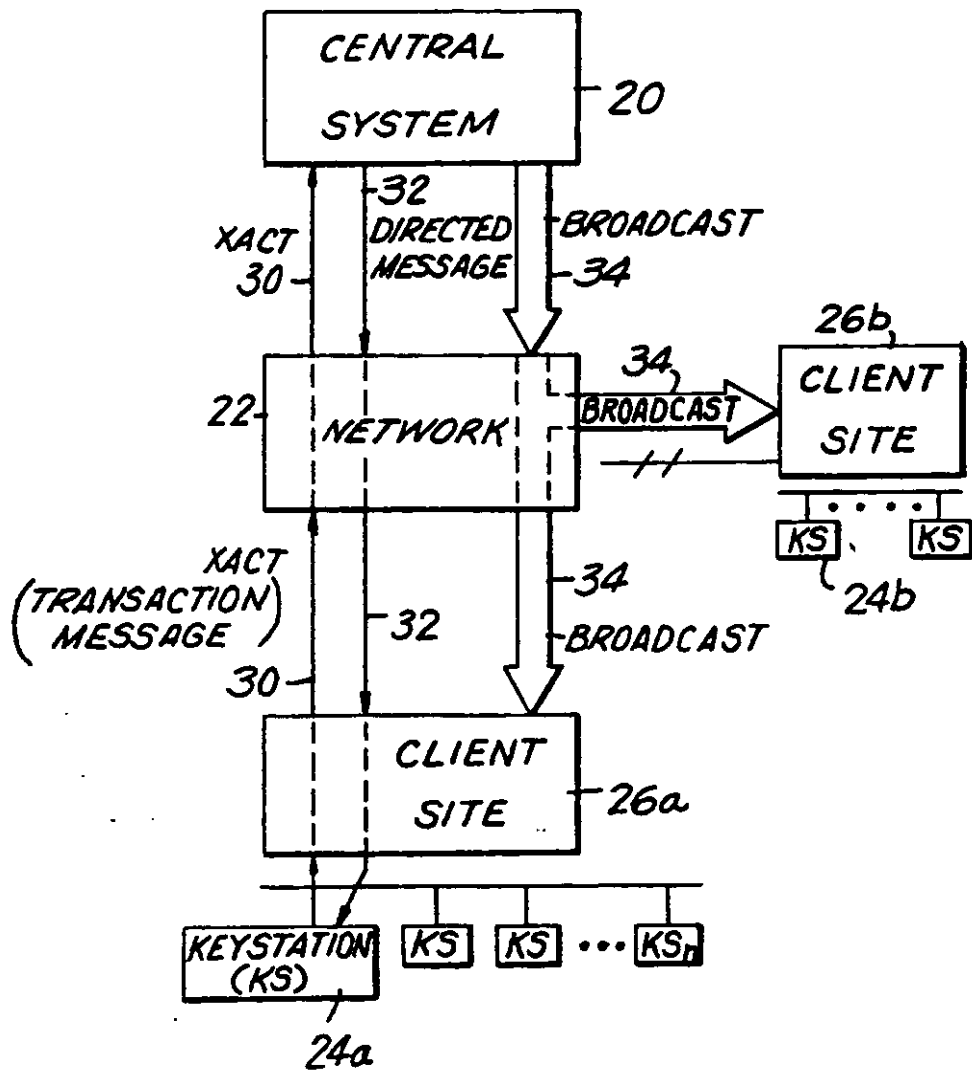 CENTRAL
SYSTEM
20
XACT
30
32
DIRECTED
MESSAGE
BROADCAST
34
22
NETWORK
34
BROADCAST
26b
CLIENT
SITE
KS
KS
24b
XACT
(TRANSACTION
MESSAGE)
30
32
34
BROADCAST
CLIENT
SITE
26a
KEYSTATION
(KS)
KS
KS
•••
KSn
24a